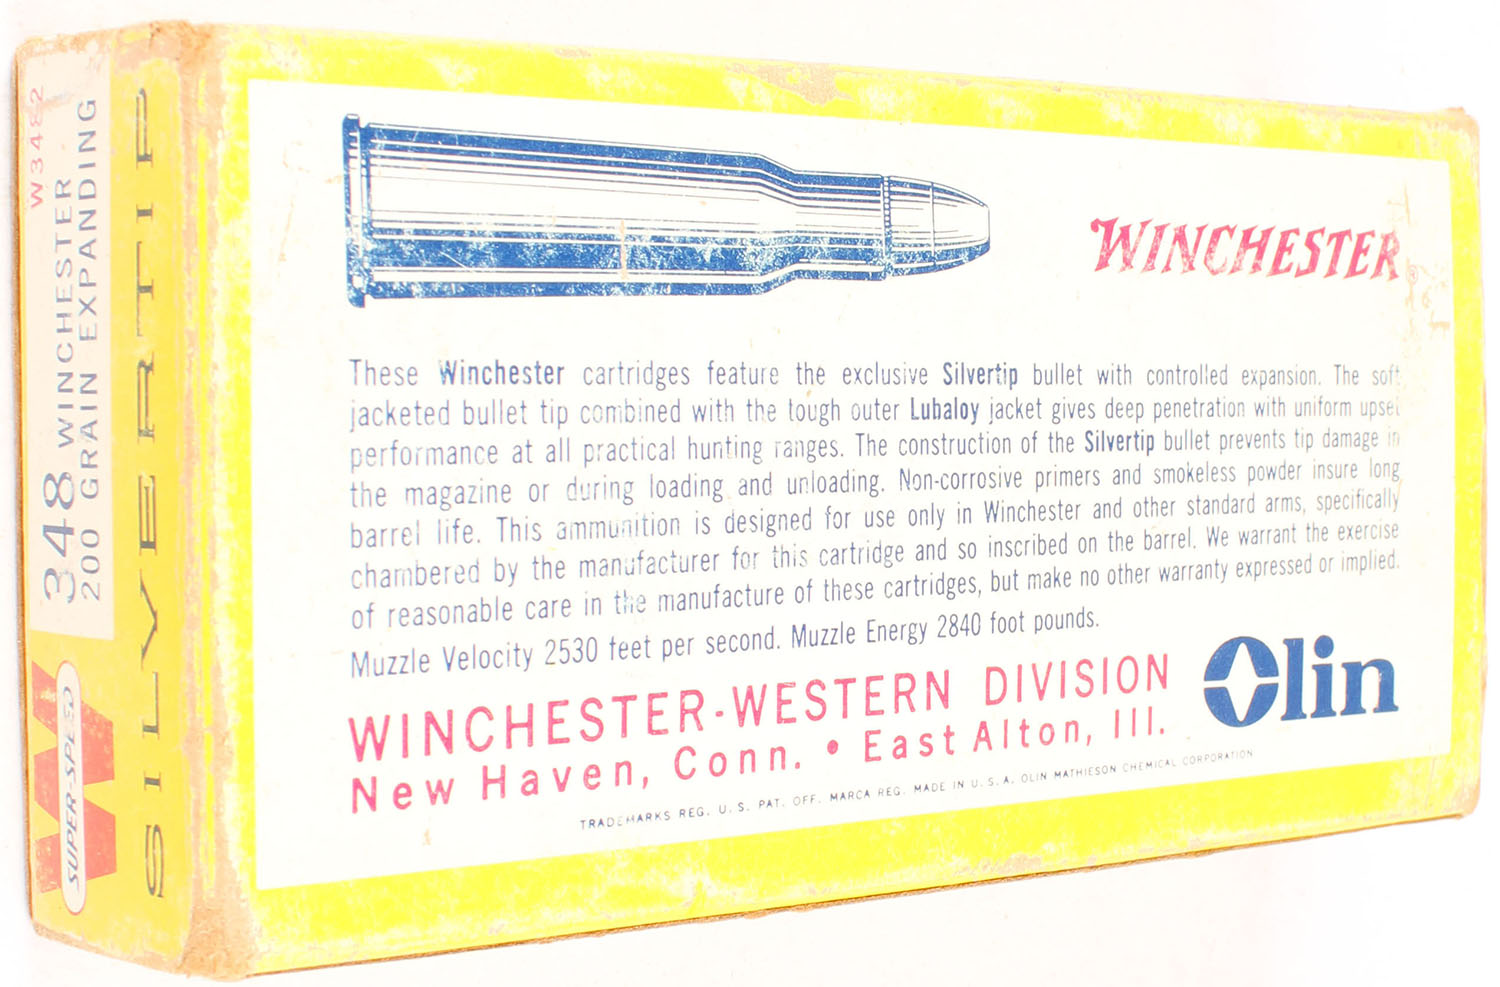 W3482
348 WINCHESTER
200 GRAIN EXPANDING
SUPER-SPEED
SILVERTIP
WINCHESTER
These Winchester cartridges feature the exclusive Silvertip bullet with controlled expansion. The soft
jacketed bullet tip combined with the tough outer Lubaloy jacket gives deep penetration with uniform upset
performance at all practical hunting ranges. The construction of the Silvertip bullet prevents tip damage in
the magazine or during loading and unloading. Non-corrosive primers and smokeless powder insure long
barrel life. This ammunition is designed for use only in Winchester and other standard arms, specifically
chambered by the manufacturer for this cartridge and so inscribed on the barrel. We warrant the exercise
of reasonable care in the manufacture of these cartridges, but make no other warranty expressed or implied.
Muzzle Velocity 2530 feet per second. Muzzle Energy 2840 foot pounds.
WINCHESTER-WESTERN DIVISION
New Haven, Conn. • East Alton, Ill.
Olin
TRADEMARKS REG. U. S. PAT. OFF. MARCA REG. MADE IN U. S. A. OLIN MATHIESON CHEMICAL CORPORATION